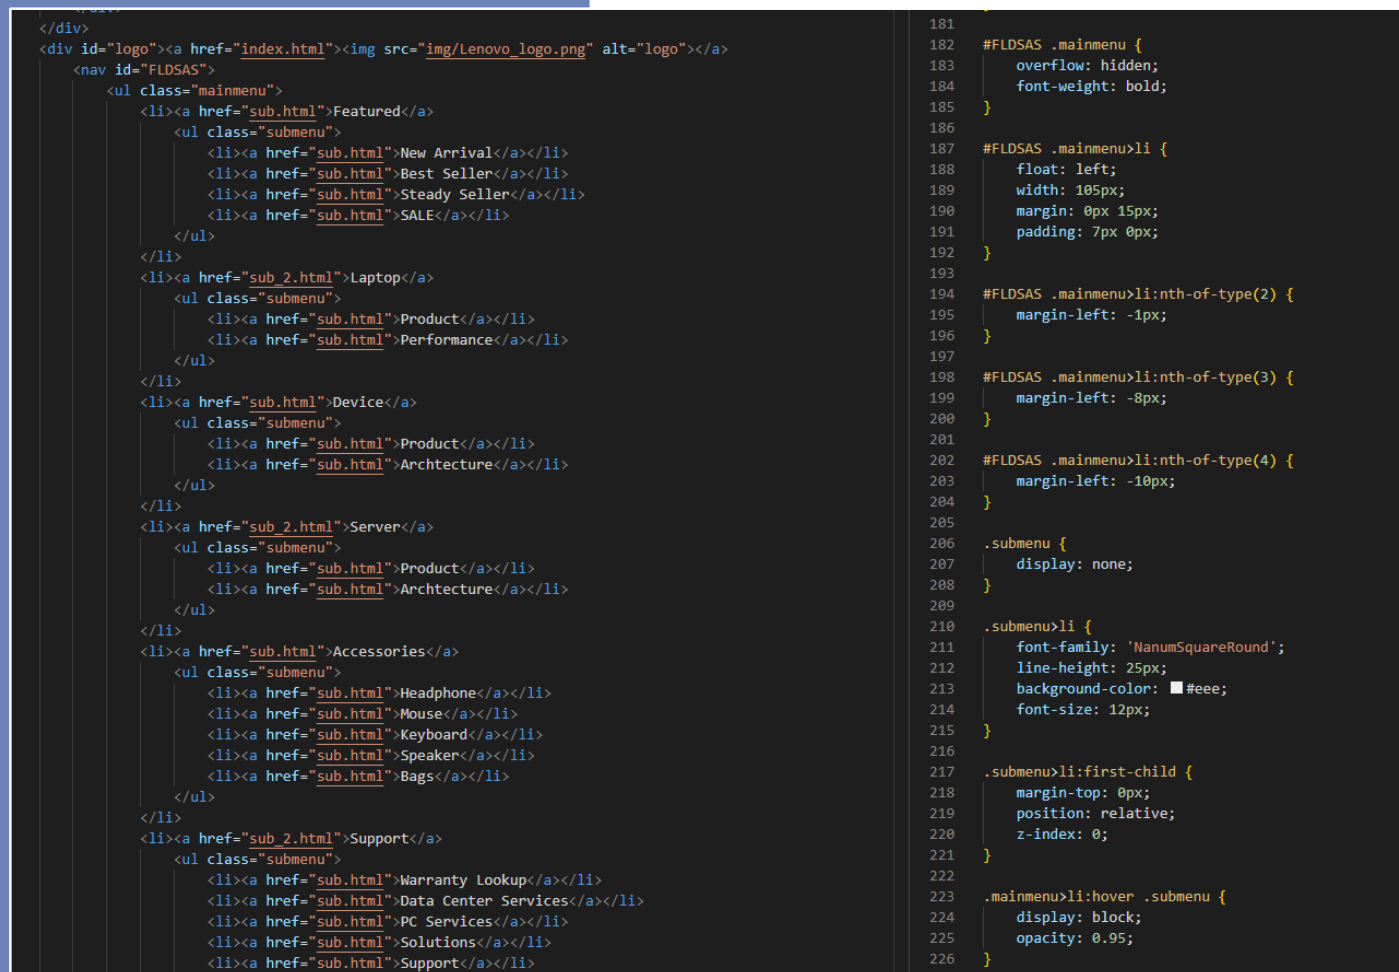 </div>
<div id="logo"><a href="index.html"><img src="img/Lenovo_logo.png" alt="logo"></a>
<nav id="FLDSAS">
<ul class="mainmenu">
<li><a href="sub.html">Featured</a>
<ul class="submenu">
<li><a href="sub.html">New Arrival</a></li>
<li><a href="sub.html">Best Seller</a></li>
<li><a href="sub.html">Steady Seller</a></li>
<li><a href="sub.html">SALE</a></li>
</ul>
</li>
<li><a href="sub_2.html">Laptop</a>
<ul class="submenu">
<li><a href="sub.html">Product</a></li>
<li><a href="sub.html">Performance</a></li>
</ul>
</li>
<li><a href="sub.html">Device</a>
<ul class="submenu">
<li><a href="sub.html">Product</a></li>
<li><a href="sub.html">Archtecture</a></li>
</ul>
</li>
<li><a href="sub_2.html">Server</a>
<ul class="submenu">
<li><a href="sub.html">Product</a></li>
<li><a href="sub.html">Archtecture</a></li>
</ul>
</li>
<li><a href="sub.html">Accessories</a>
<ul class="submenu">
<li><a href="sub.html">Headphone</a></li>
<li><a href="sub.html">Mouse</a></li>
<li><a href="sub.html">Keyboard</a></li>
<li><a href="sub.html">Speaker</a></li>
<li><a href="sub.html">Bags</a></li>
</ul>
</li>
<li><a href="sub_2.html">Support</a>
<ul class="submenu">
<li><a href="sub.html">Warranty Lookup</a></li>
<li><a href="sub.html">Data Center Services</a></li>
<li><a href="sub.html">PC Services</a></li>
<li><a href="sub.html">Solutions</a></li>
<li><a href="sub.html">Support</a></li>
181
182 #FLDSAS .mainmenu {
183 overflow: hidden;
184 font-weight: bold;
185 }
186
187 #FLDSAS .mainmenu>li {
188 float: left;
189 width: 105px;
190 margin: 0px 15px;
191 padding: 7px 0px;
192 }
193
194 #FLDSAS .mainmenu>li:nth-of-type(2) {
195 margin-left: -1px;
196 }
197
198 #FLDSAS .mainmenu>li:nth-of-type(3) {
199 margin-left: -8px;
200 }
201
202 #FLDSAS .mainmenu>li:nth-of-type(4) {
203 margin-left: -10px;
204 }
205
206 .submenu {
207 display: none;
208 }
209
210 .submenu>li {
211 font-family: 'NanumSquareRound';
212 line-height: 25px;
213 background-color: #eee;
214 font-size: 12px;
215 }
216
217 .submenu>li:first-child {
218 margin-top: 0px;
219 position: relative;
220 z-index: 0;
221 }
222
223 .mainmenu>li:hover .submenu {
224 display: block;
225 opacity: 0.95;
226 }